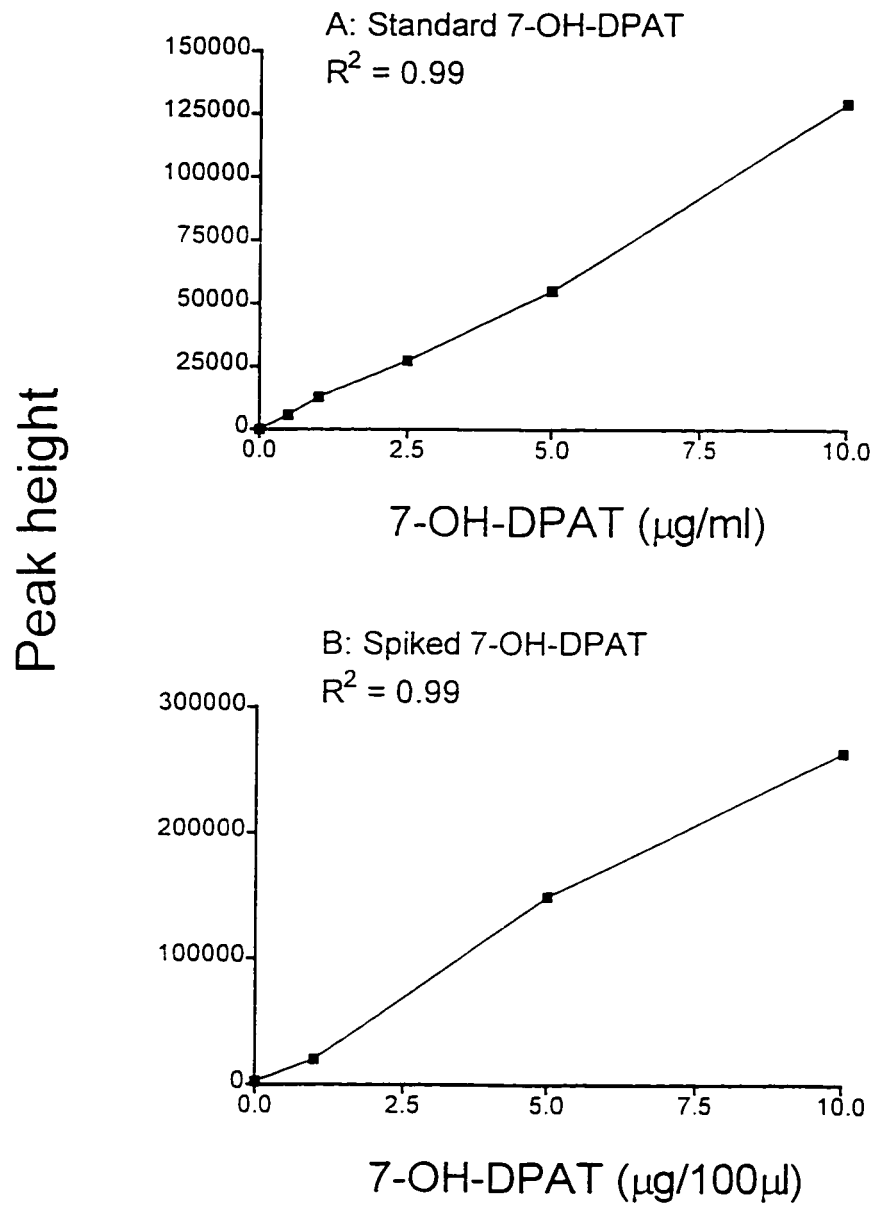 A: Standard 7-OH-DPAT
R² = 0.99
150000
125000
100000
75000
50000
25000
0
0.0 2.5 5.0 7.5 10.0
7-OH-DPAT (μg/ml)
Peak height
B: Spiked 7-OH-DPAT
R² = 0.99
300000
200000
100000
0
0.0 2.5 5.0 7.5 10.0
7-OH-DPAT (μg/100μl)